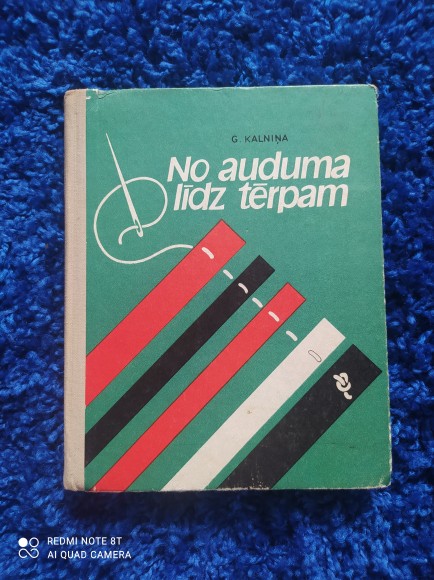 G. KALNIŅA
No auduma
līdz tērpam
REDMI NOTE 8T
AI QUAD CAMERA